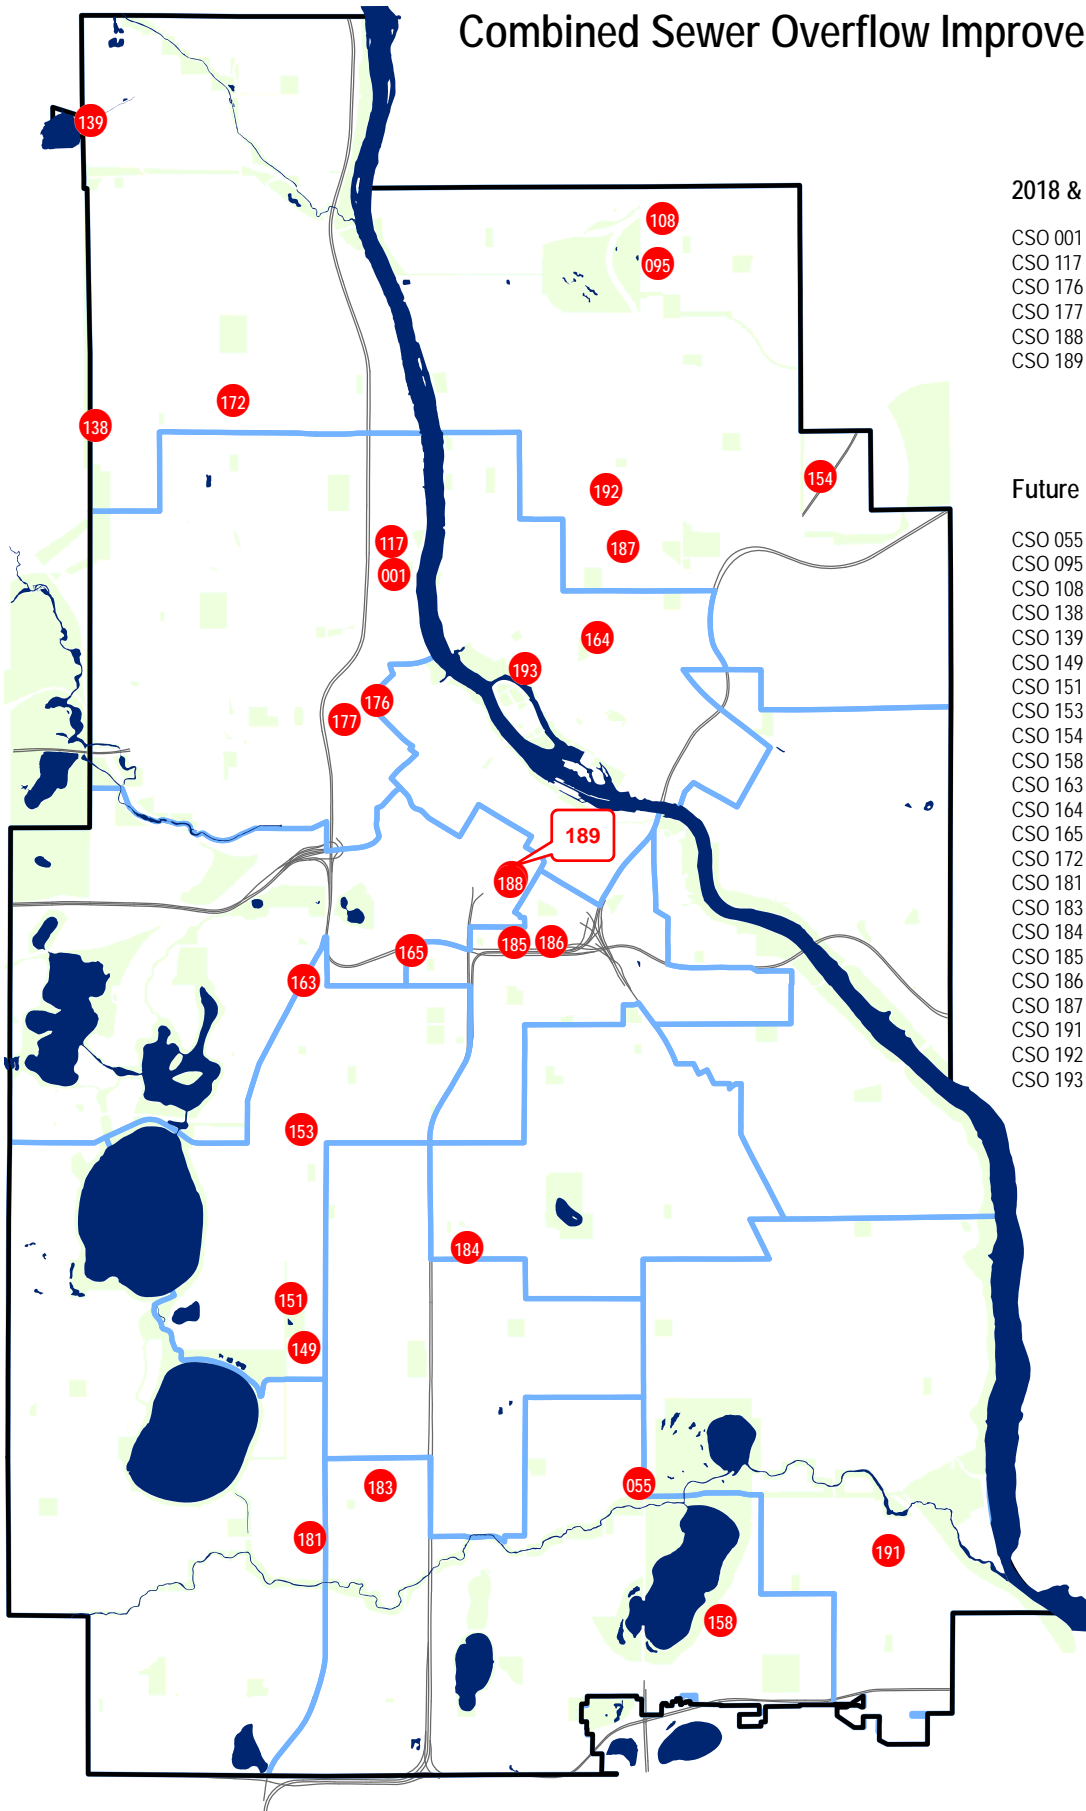 Combined Sewer Overflow Improve
139
108
2018 &
095
CSO 001
CSO 117
CSO 176
CSO 177
CSO 188
CSO 189
172
138
154
192
Future
117
187
001
CSO 055
CSO 095
CSO 108
CSO 138
CSO 139
CSO 149
CSO 151
CSO 153
CSO 154
CSO 158
CSO 163
CSO 164
CSO 165
CSO 172
CSO 181
CSO 183
CSO 184
CSO 185
CSO 186
CSO 187
CSO 191
CSO 192
CSO 193
164
193
176
177
189
188
165
185
186
163
153
184
151
149
183
055
181
191
158